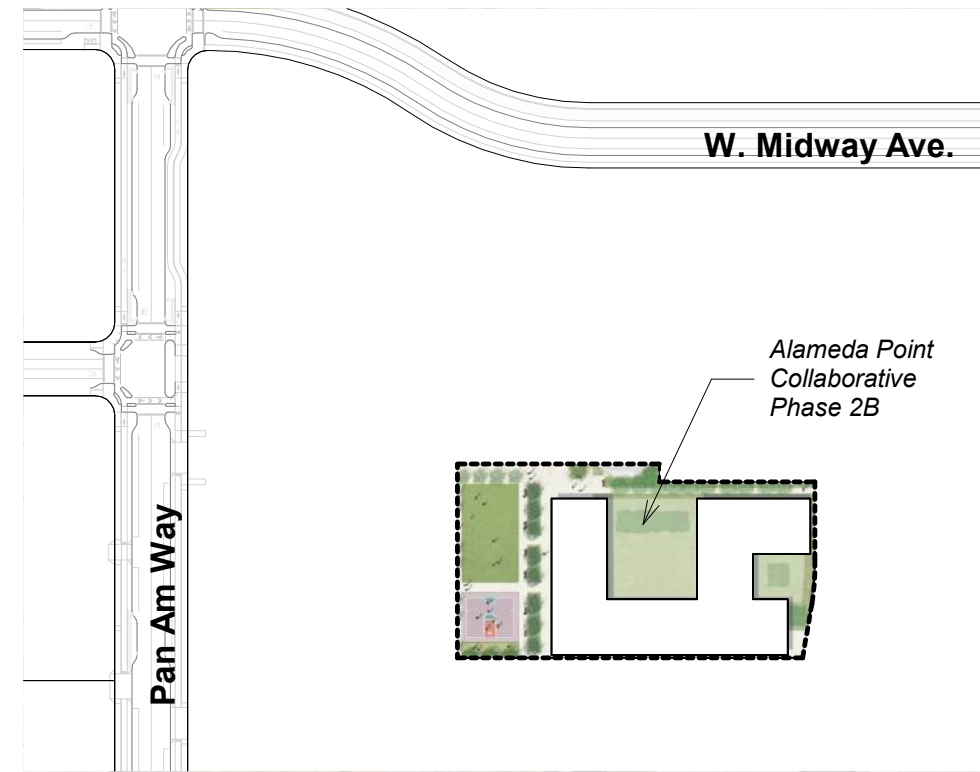 W. Midway Ave.
Alameda Point
Collaborative
Phase 2B
Pan Am Way